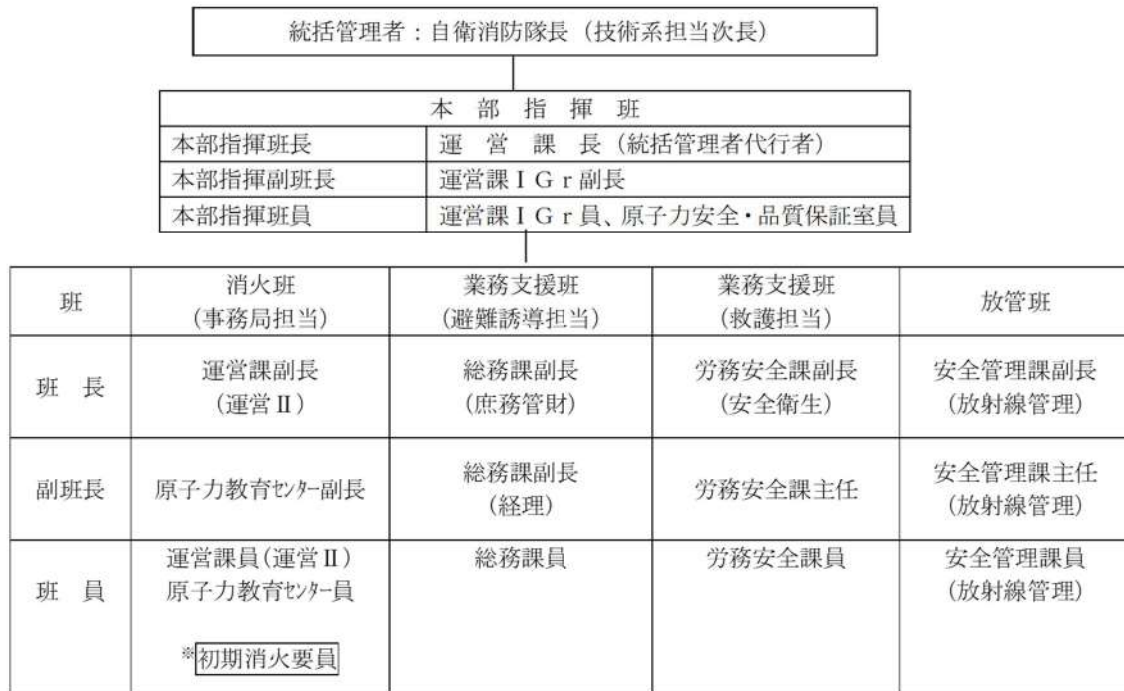 統括管理者：自衛消防隊長（技術系担当次長）
本 部 指 揮 班
本部指揮班長 運 営 課 長（統括管理者代行者）
本部指揮副班長 運営課ＩＧｒ副長
本部指揮班員 運営課ＩＧｒ員、原子力安全・品質保証室員
班 消火班 業務支援班 業務支援班 放管班
(事務局担当) (避難誘導担当) (救護担当)
班 長 運営課副長 総務課副長 労務安全課副長 安全管理課副長
(運営Ⅱ) (庶務管財) (安全衛生) (放射線管理)
副班長 原子力教育ｾﾝﾀｰ副長 総務課副長 労務安全課主任 安全管理課主任
(経理) (放射線管理)
班 員 運営課員(運営Ⅱ) 総務課員 労務安全課員 安全管理課員
原子力教育ｾﾝﾀｰ員 (放射線管理)
※初期消火要員